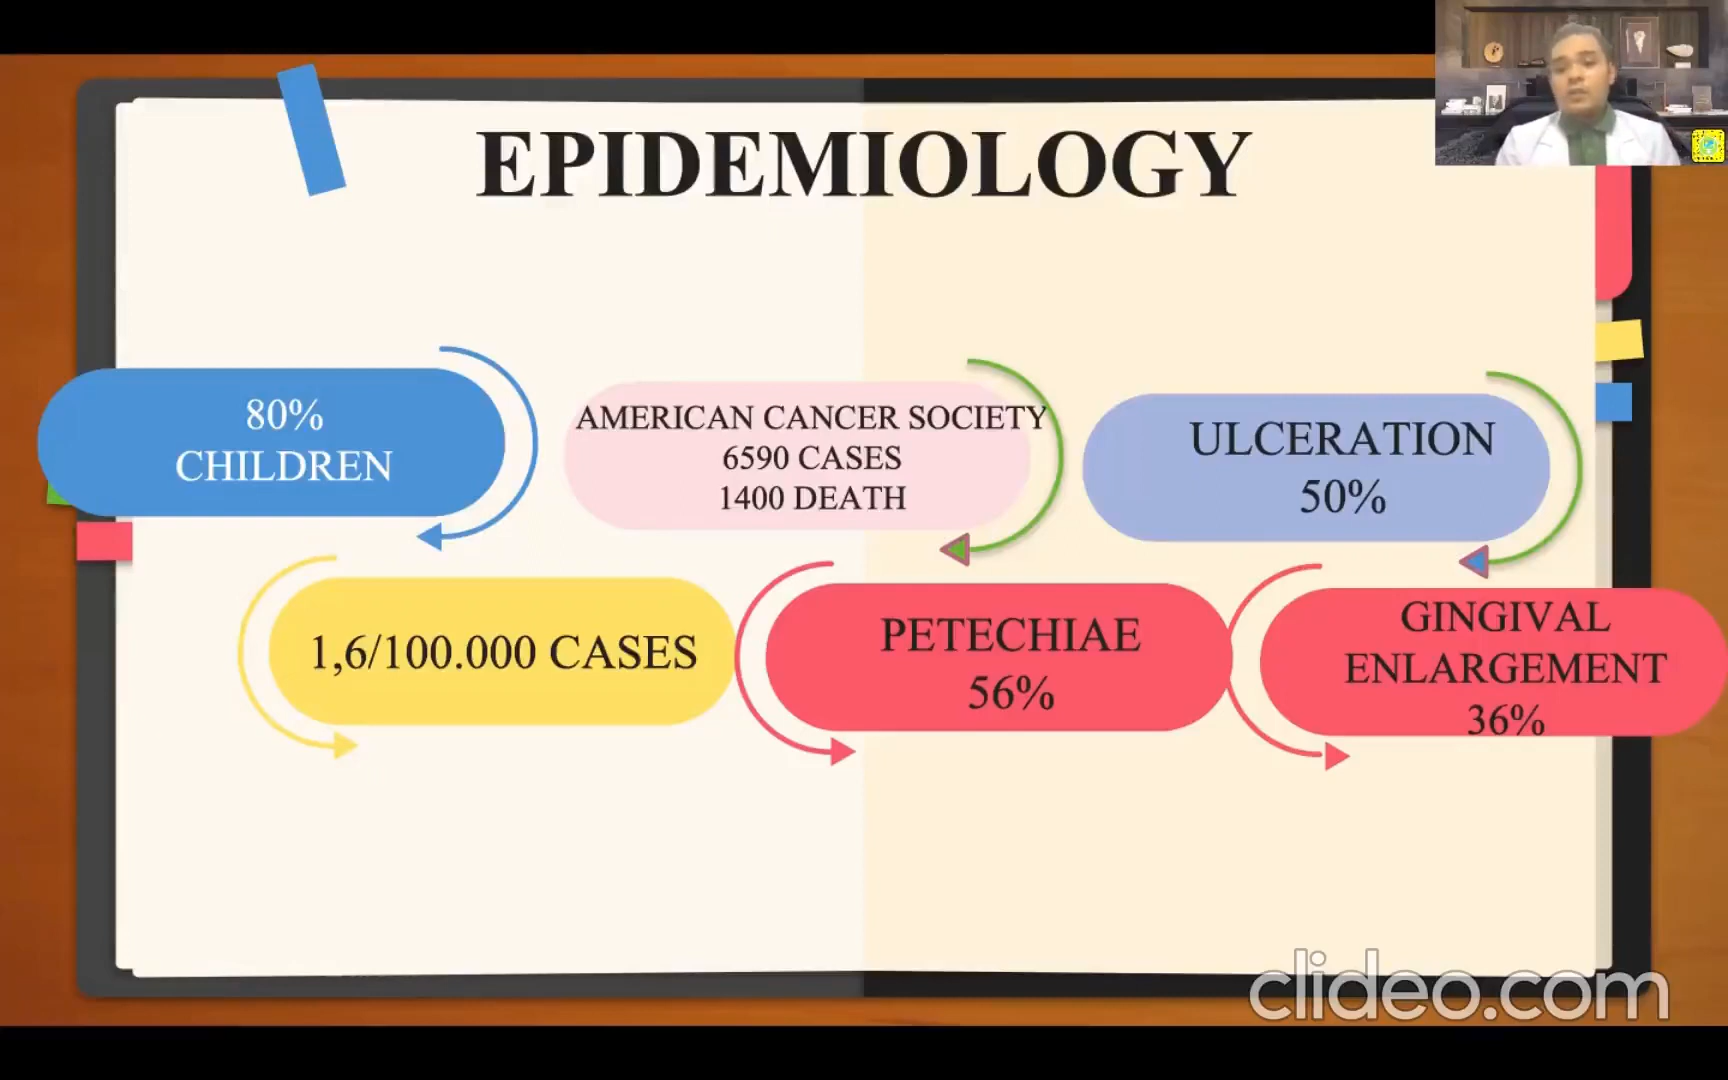 EPIDEMIOLOGY
80%
CHILDREN
AMERICAN CANCER SOCIETY
6590 CASES
1400 DEATH
ULCERATION
50%
1,6/100.000 CASES
PETECHIAE
56%
GINGIVAL
ENLARGEMENT
36%
clideo.com